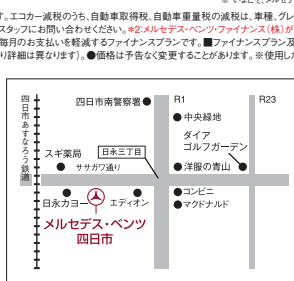 す。エコカー減税のうち、自動車取得税、自動車重量税の減税は、車種、グレ
スタッフにお問い合わせください。*2:メルセデス・ベンツ・ファイナンス(株)が
毎月のお支払いを軽減するファイナンスプランです。■ファイナンスプラン及
り詳細は異なります)。●価格は予告なく変更することがあります。※使用した
四日市あすなろう鉄道
四日市南警察署
R1
R23
中央緑地
ダイア
ゴルフガーデン
スギ薬局
日永三丁目
ササガワ通り
洋服の青山
日永カヨー
エディオン
コンビニ
マクドナルド
メルセデス・ベンツ
四日市